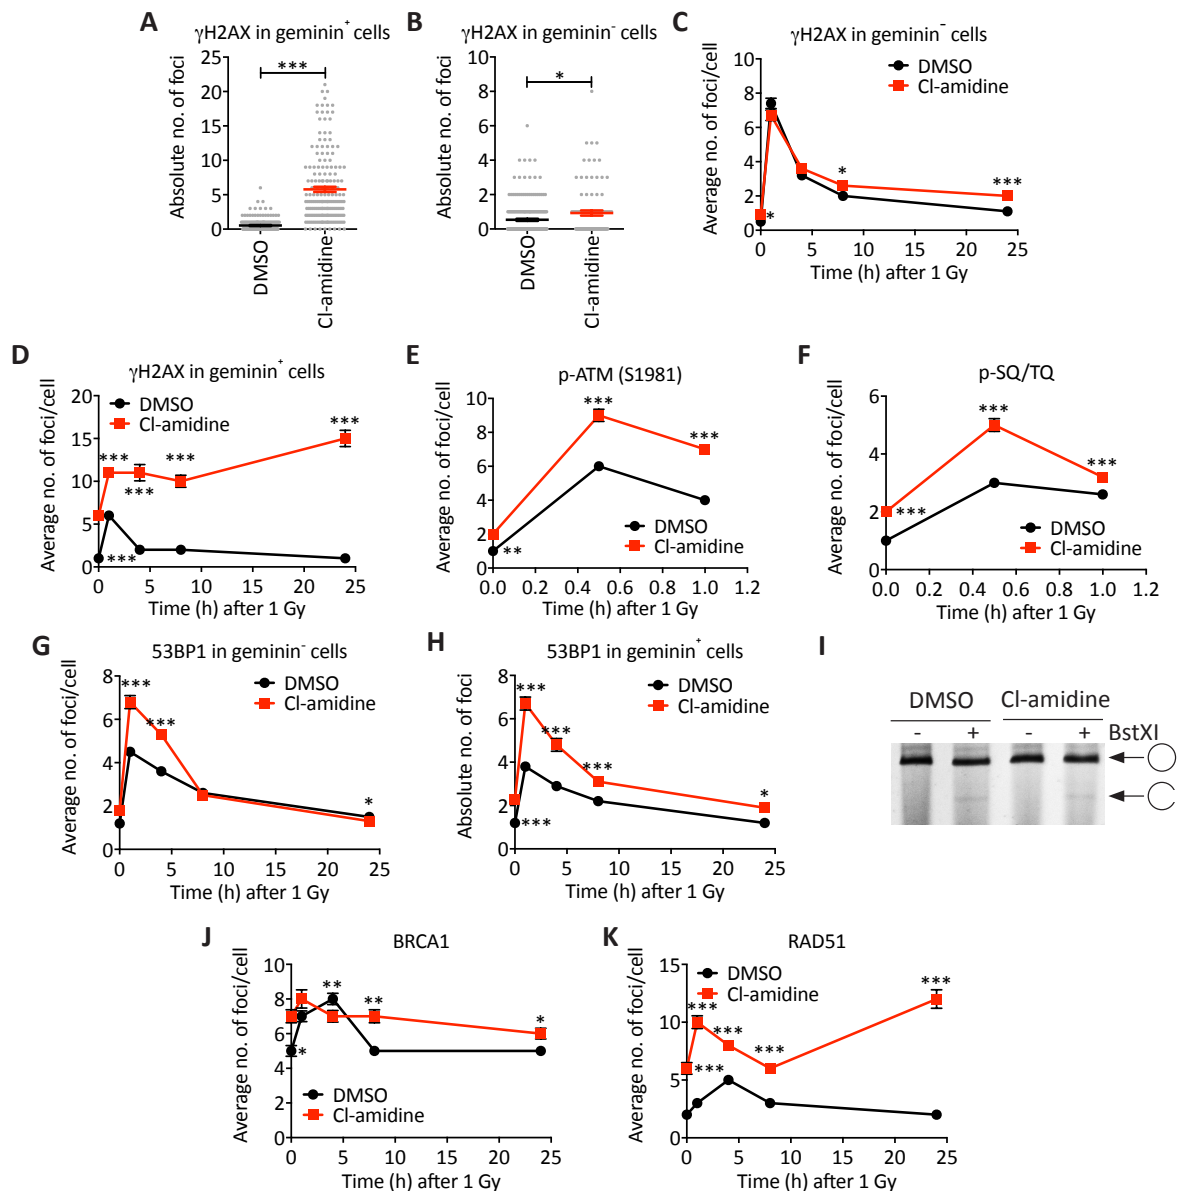 A
γH2AX in geminin⁺ cells
Absolute no. of foci
25
20
15
10
5
0
***
DMSO
Cl-amidine
B
γH2AX in geminin⁻ cells
Absolute no. of foci
10
8
6
4
2
0
*
DMSO
Cl-amidine
C
γH2AX in geminin⁻ cells
Average no. of foci/cell
10
8
6
4
2
0
DMSO
Cl-amidine
*
*
***
0 5 10 15 20 25
Time (h) after 1 Gy
D
γH2AX in geminin⁺ cells
Average no. of foci/cell
20
15
10
5
0
DMSO
Cl-amidine
***
***
***
***
***
0 5 10 15 20 25
Time (h) after 1 Gy
E
p-ATM (S1981)
Average no. of foci/cell
10
8
6
4
2
0
***
***
**
DMSO
Cl-amidine
0.0 0.2 0.4 0.6 0.8 1.0 1.2
Time (h) after 1 Gy
F
p-SQ/TQ
Average no. of foci/cell
6
4
2
0
***
***
***
DMSO
Cl-amidine
0.0 0.2 0.4 0.6 0.8 1.0 1.2
Time (h) after 1 Gy
G
53BP1 in geminin⁻ cells
Average no. of foci/cell
8
6
4
2
0
DMSO
Cl-amidine
***
***
*
0 5 10 15 20 25
Time (h) after 1 Gy
H
53BP1 in geminin⁺ cells
Absolute no. of foci
8
6
4
2
0
DMSO
Cl-amidine
***
***
***
***
*
0 5 10 15 20 25
Time (h) after 1 Gy
I
DMSO Cl-amidine
- + - + BstXI
J
BRCA1
Average no. of foci/cell
10
8
6
4
2
0
**
**
*
*
DMSO
Cl-amidine
0 5 10 15 20 25
Time (h) after 1 Gy
K
RAD51
Average no. of foci/cell
15
10
5
0
DMSO
Cl-amidine
***
***
***
***
***
0 5 10 15 20 25
Time (h) after 1 Gy